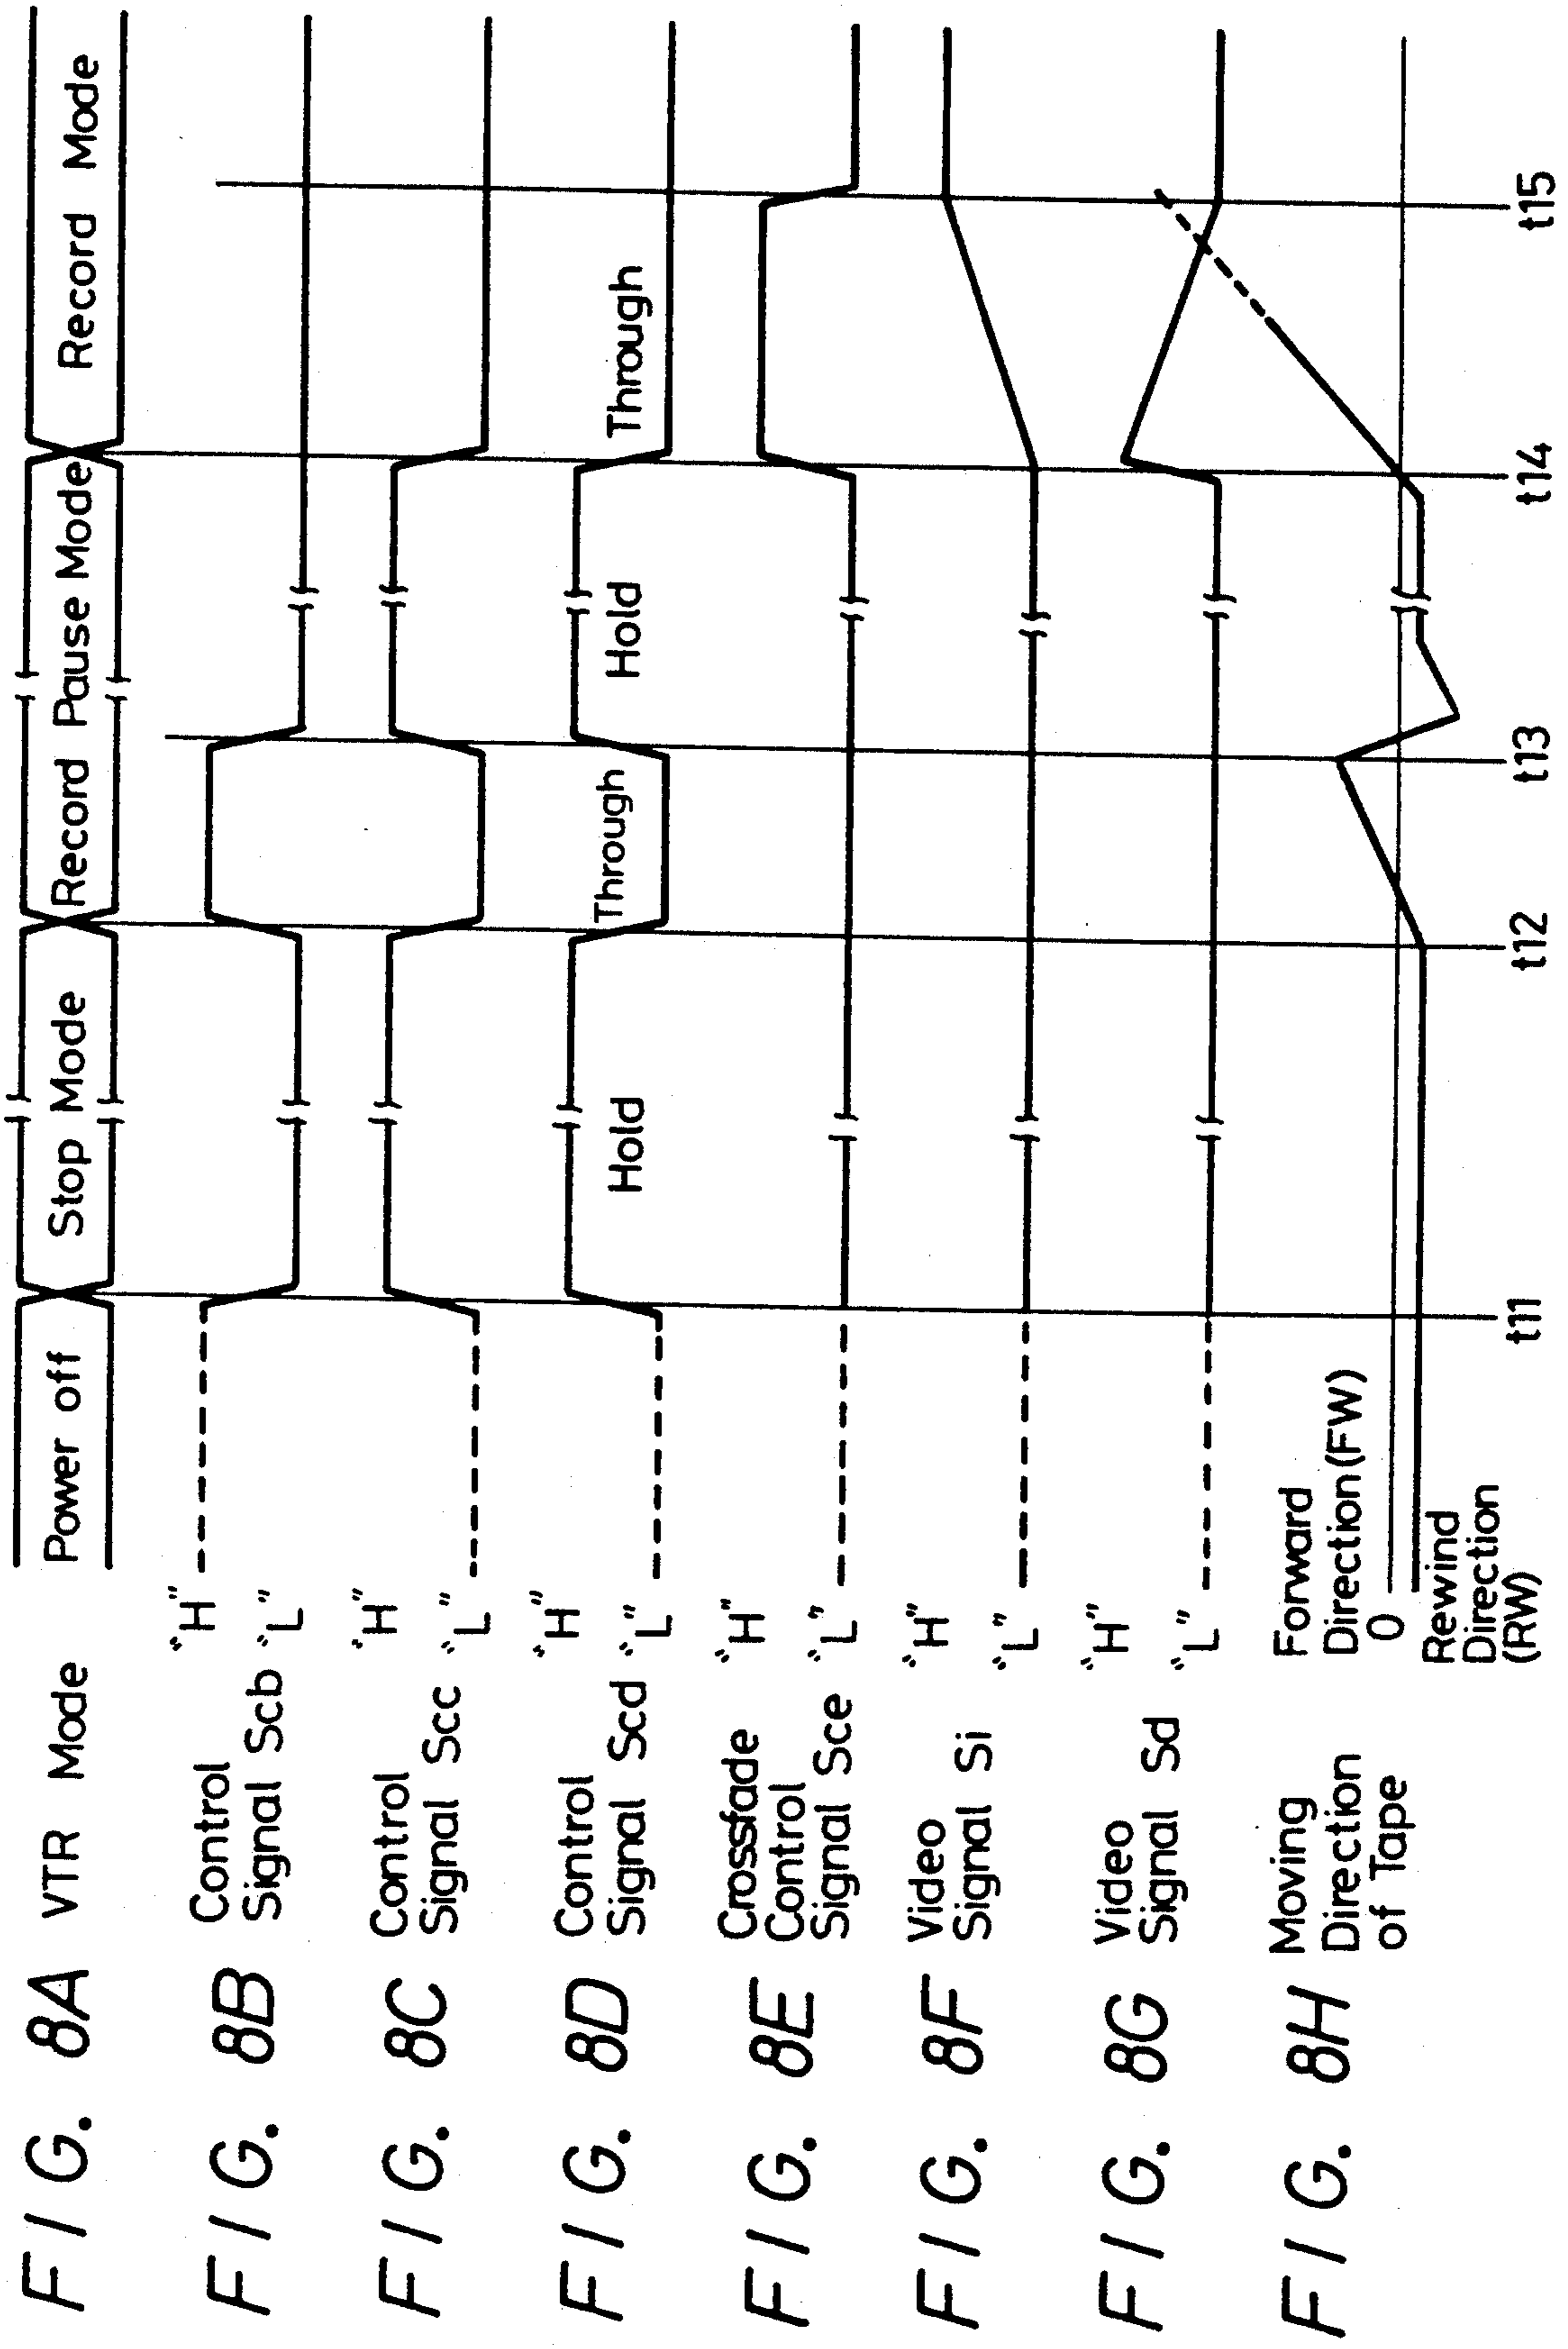 FIG. 8A VTR Mode Power off Stop Mode Record Pause Mode Record Mode
FIG. 8B Control
Signal Scb
"H"
"L"
FIG. 8C Control
Signal Scc
"H"
"L"
FIG. 8D Control
Signal Scd
"H"
"L"
Hold Through Hold Through
FIG. 8E Crossfade
Control
Signal Sce
"H"
"L"
FIG. 8F Video
Signal Si
"H"
"L"
FIG. 8G Video
Signal Sd
"H"
"L"
FIG. 8H Moving
Direction
of Tape
Forward
Direction (FW)
0
Rewind
Direction
(RW)
t11 t12 t13 t14 t15